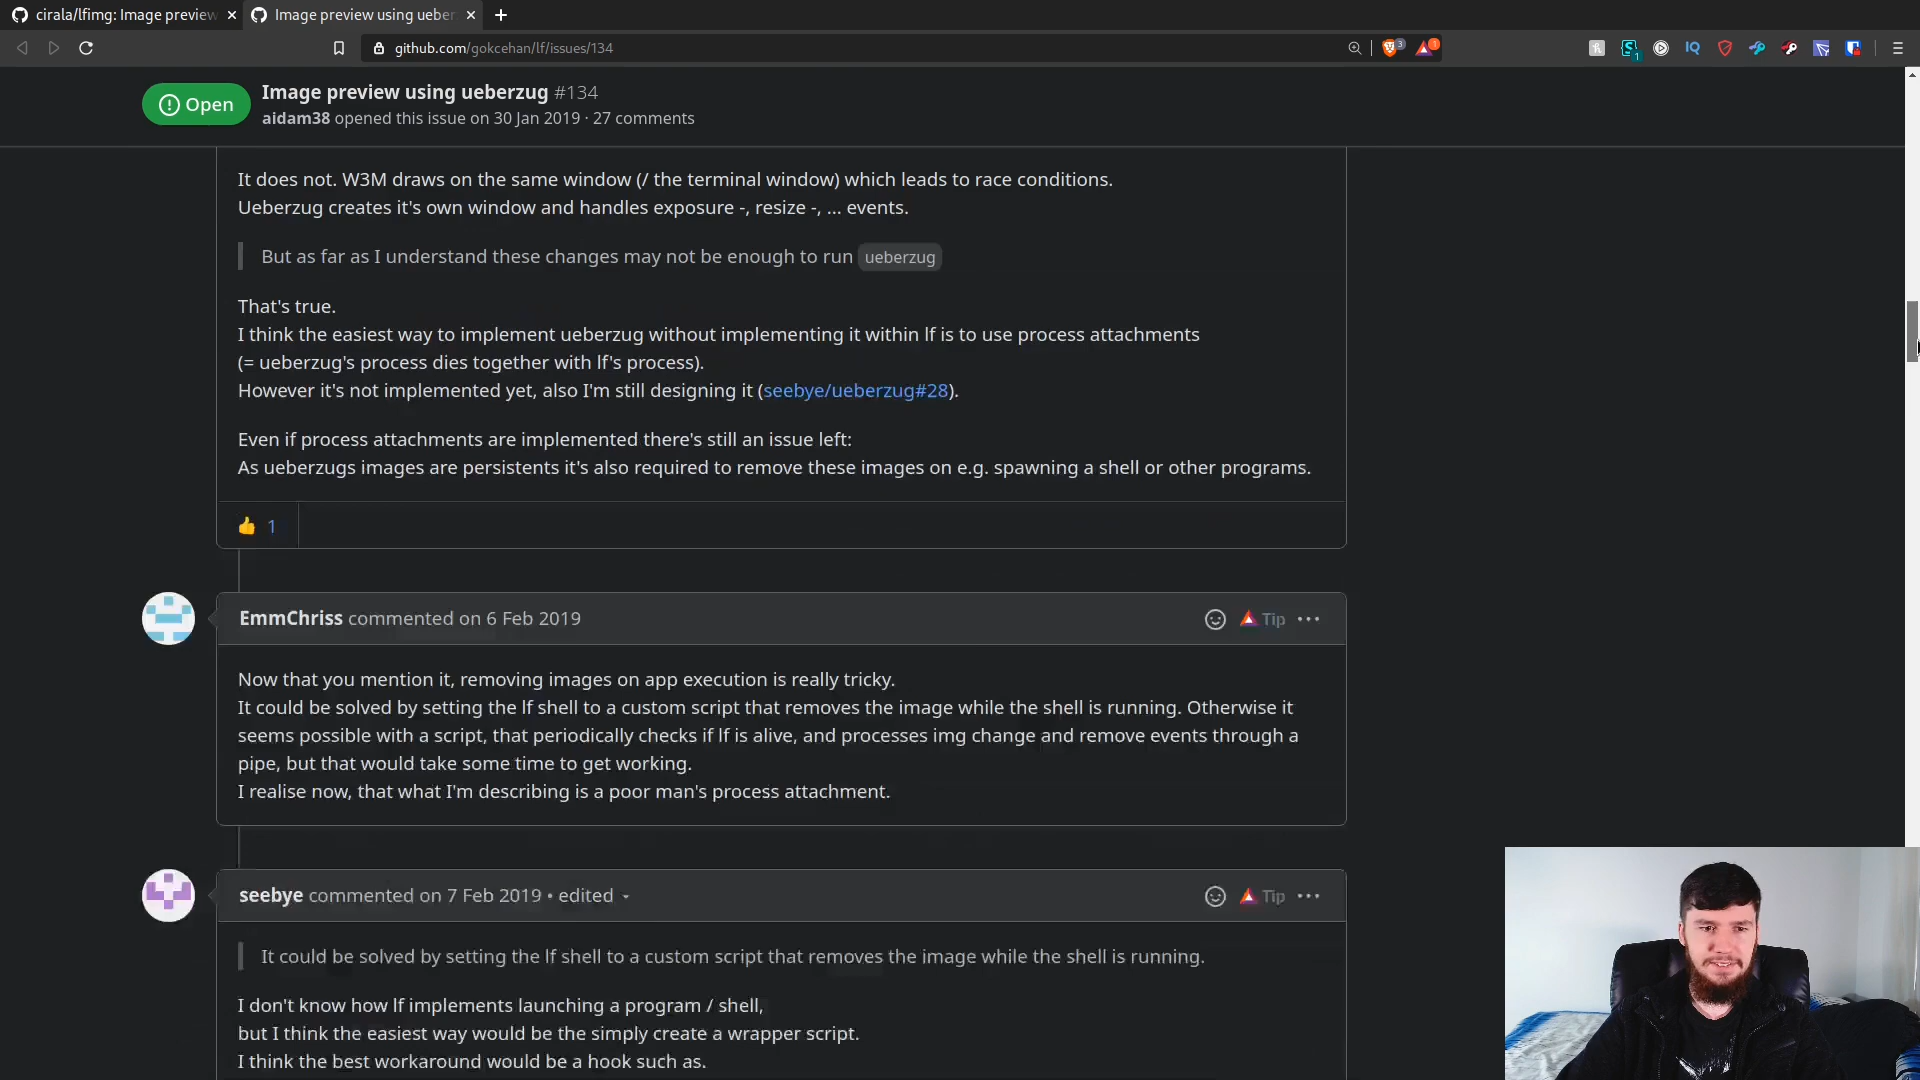 cirala/lfimg: Image preview
Image preview using ueber
github.com/gokcehan/lf/issues/134
Open
Image preview using ueberzug #134
aidam38 opened this issue on 30 Jan 2019 · 27 comments
It does not. W3M draws on the same window (/ the terminal window) which leads to race conditions.
Ueberzug creates it's own window and handles exposure -, resize -, ... events.
But as far as I understand these changes may not be enough to run ueberzug
That's true.
I think the easiest way to implement ueberzug without implementing it within lf is to use process attachments
(= ueberzug's process dies together with lf's process).
However it's not implemented yet, also I'm still designing it (seebye/ueberzug#28).
Even if process attachments are implemented there's still an issue left:
As ueberzugs images are persistents it's also required to remove these images on e.g. spawning a shell or other programs.
👍 1
EmmChriss commented on 6 Feb 2019
Tip
Now that you mention it, removing images on app execution is really tricky.
It could be solved by setting the lf shell to a custom script that removes the image while the shell is running. Otherwise it
seems possible with a script, that periodically checks if lf is alive, and processes img change and remove events through a
pipe, but that would take some time to get working.
I realise now, that what I'm describing is a poor man's process attachment.
seebye commented on 7 Feb 2019 • edited
Tip
It could be solved by setting the lf shell to a custom script that removes the image while the shell is running.
I don't know how lf implements launching a program / shell,
but I think the easiest way would be the simply create a wrapper script.
I think the best workaround would be a hook such as.